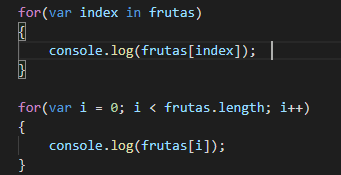 for(var index in frutas)
{
    console.log(frutas[index]);
}
for(var i = 0; i < frutas.length; i++)
{
    console.log(frutas[i]);
}